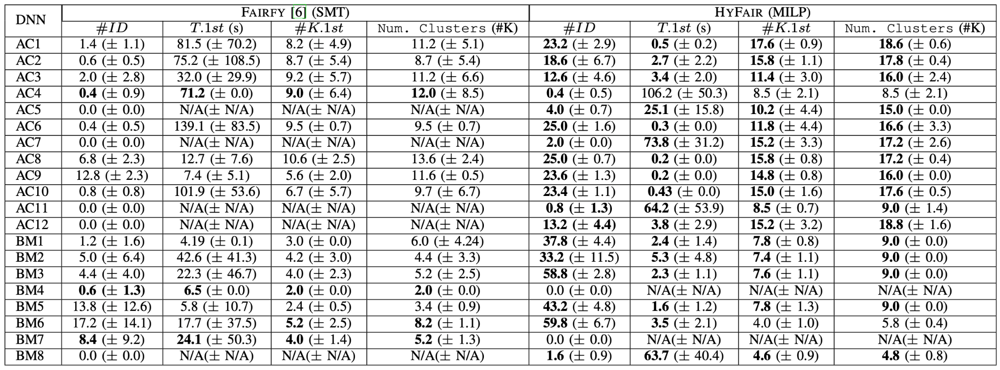 DNN FAIRFY [6] (SMT) HYFAIR (MILP)
#ID T.1st (s) #K.1st Num. Clusters (#K) #ID T.1st (s) #K.1st Num. Clusters (#K)
AC1 1.4 (± 1.1) 81.5 (± 70.2) 8.2 (± 4.9) 11.2 (± 5.1) 23.2 (± 2.9) 0.5 (± 0.2) 17.6 (± 0.9) 18.6 (± 0.6)
AC2 0.6 (± 0.5) 75.2 (± 108.5) 8.7 (± 5.4) 8.7 (± 5.4) 18.6 (± 6.7) 2.7 (± 2.2) 15.8 (± 1.1) 17.8 (± 0.4)
AC3 2.0 (± 2.8) 32.0 (± 29.9) 9.2 (± 5.7) 11.2 (± 6.6) 12.6 (± 4.6) 3.4 (± 2.0) 11.4 (± 3.0) 16.0 (± 2.4)
AC4 0.4 (± 0.9) 71.2 (± 0.0) 9.0 (± 6.4) 12.0 (± 8.5) 0.4 (± 0.5) 106.2 (± 50.3) 8.5 (± 2.1) 8.5 (± 2.1)
AC5 0.0 (± 0.0) N/A(± N/A) N/A(± N/A) N/A(± N/A) 4.0 (± 0.7) 25.1 (± 15.8) 10.2 (± 4.4) 15.0 (± 0.0)
AC6 0.4 (± 0.5) 139.1 (± 83.5) 9.5 (± 0.7) 9.5 (± 0.7) 25.0 (± 1.6) 0.3 (± 0.0) 11.8 (± 4.4) 16.6 (± 3.3)
AC7 0.0 (± 0.0) N/A(± N/A) N/A(± N/A) N/A(± N/A) 2.0 (± 0.0) 73.8 (± 31.2) 15.2 (± 3.3) 17.2 (± 2.6)
AC8 6.8 (± 2.3) 12.7 (± 7.6) 10.6 (± 2.5) 13.6 (± 2.4) 25.0 (± 0.7) 0.2 (± 0.0) 15.8 (± 0.8) 17.2 (± 0.4)
AC9 12.8 (± 2.3) 7.4 (± 5.1) 5.6 (± 2.0) 11.6 (± 0.5) 23.6 (± 1.3) 0.2 (± 0.0) 14.8 (± 0.8) 16.0 (± 0.0)
AC10 0.8 (± 0.8) 101.9 (± 53.6) 6.7 (± 5.7) 9.7 (± 6.7) 23.4 (± 1.1) 0.43 (± 0.0) 15.0 (± 1.6) 17.6 (± 0.5)
AC11 0.0 (± 0.0) N/A(± N/A) N/A(± N/A) N/A(± N/A) 0.8 (± 1.3) 64.2 (± 53.9) 8.5 (± 0.7) 9.0 (± 1.4)
AC12 0.0 (± 0.0) N/A(± N/A) N/A(± N/A) N/A(± N/A) 13.2 (± 4.4) 3.8 (± 2.9) 15.2 (± 3.2) 18.8 (± 1.6)
BM1 1.2 (± 1.6) 4.19 (± 0.1) 3.0 (± 0.0) 6.0 (± 4.24) 37.8 (± 4.4) 2.4 (± 1.4) 7.8 (± 0.8) 9.0 (± 0.0)
BM2 5.0 (± 6.4) 42.6 (± 41.3) 4.2 (± 3.0) 4.4 (± 3.3) 33.2 (± 11.5) 5.3 (± 4.8) 7.4 (± 1.1) 9.0 (± 0.0)
BM3 4.4 (± 4.0) 22.3 (± 46.7) 4.0 (± 2.3) 5.2 (± 2.5) 58.8 (± 2.8) 2.3 (± 1.1) 7.6 (± 1.1) 9.0 (± 0.0)
BM4 0.6 (± 1.3) 6.5 (± 0.0) 2.0 (± 0.0) 2.0 (± 0.0) 0.0 (± 0.0) N/A(± N/A) N/A(± N/A) N/A(± N/A)
BM5 13.8 (± 12.6) 5.8 (± 10.7) 2.4 (± 0.5) 3.4 (± 0.9) 43.2 (± 4.8) 1.6 (± 1.2) 7.8 (± 1.3) 9.0 (± 0.0)
BM6 17.2 (± 14.1) 17.7 (± 37.5) 5.2 (± 2.5) 8.2 (± 1.1) 59.8 (± 6.7) 3.5 (± 2.1) 4.0 (± 1.0) 5.8 (± 0.4)
BM7 8.4 (± 9.2) 24.1 (± 50.3) 4.0 (± 1.4) 5.2 (± 1.3) 0.0 (± 0.0) N/A(± N/A) N/A(± N/A) N/A(± N/A)
BM8 0.0 (± 0.0) N/A(± N/A) N/A(± N/A) N/A(± N/A) 1.6 (± 0.9) 63.7 (± 40.4) 4.6 (± 0.9) 4.8 (± 0.8)